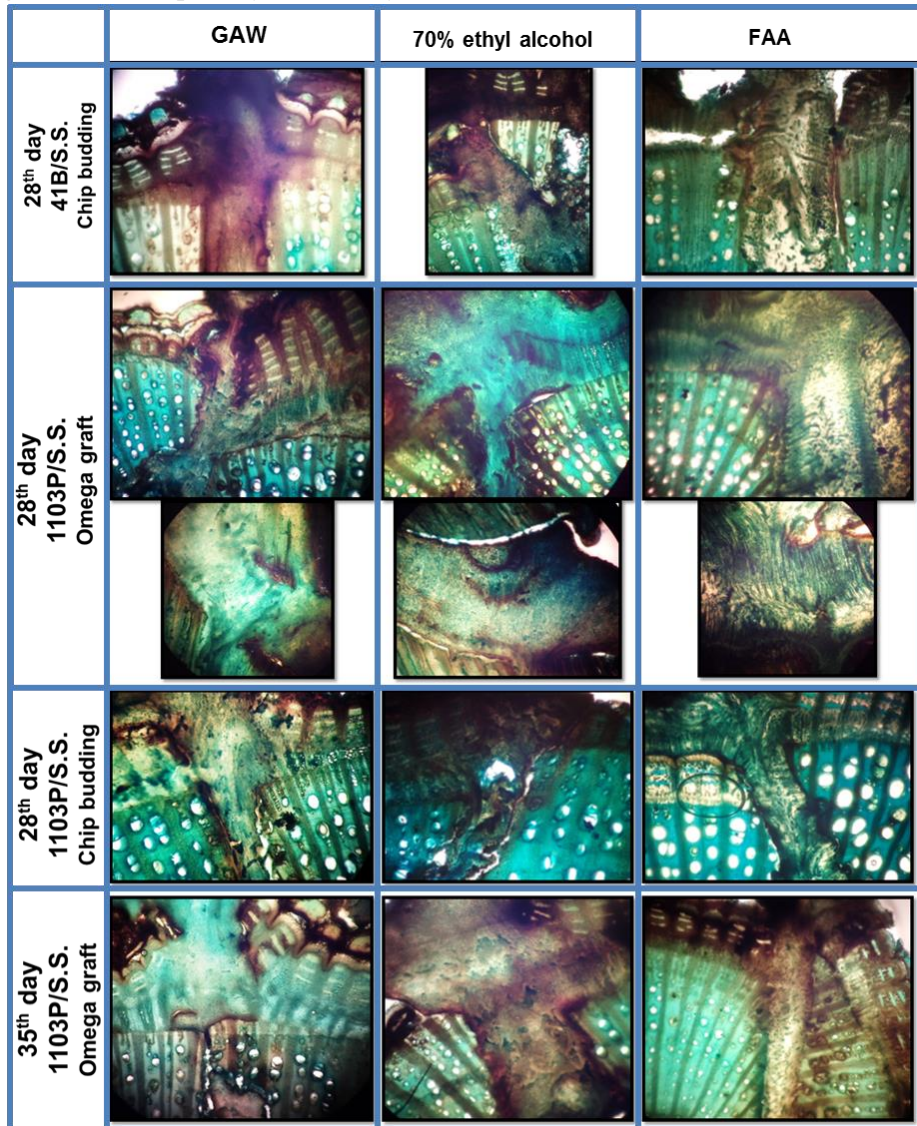 GAW
70% ethyl alcohol
FAA
28th day
41B/S.S.
Chip budding
28th day
1103P/S.S.
Omega graft
28th day
1103P/S.S.
Chip budding
35th day
1103P/S.S.
Omega graft